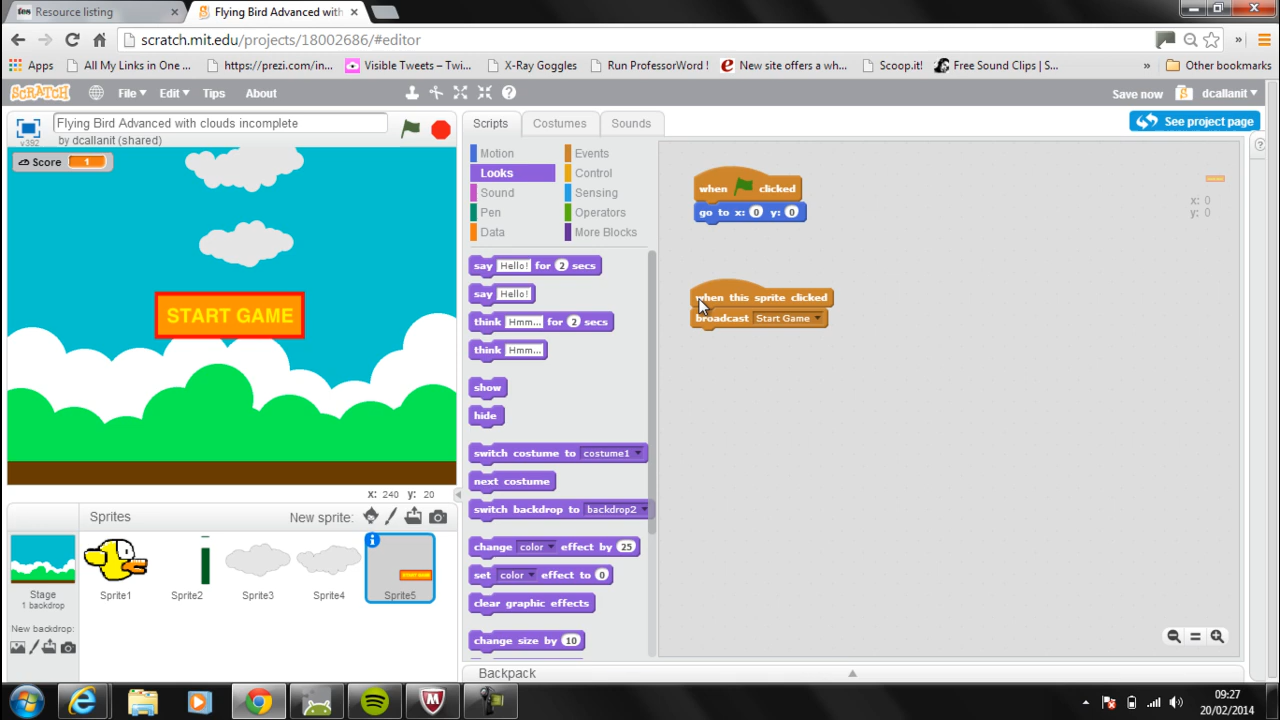 Resource listing
Flying Bird Advanced with
scratch.mit.edu/projects/18002686/#editor
Apps
All My Links in One ...
https://prezi.com/in...
Visible Tweets – Twi...
X-Ray Goggles
Run ProfessorWord !
New site offers a wh...
Scoop.it!
Free Sound Clips | S...
»
Other bookmarks
SCRATCH
File
Edit
Tips
About
Save now
dcallanit
Flying Bird Advanced with clouds incomplete
by dcallanit (shared)
v392
Scripts
Costumes
Sounds
See project page
Score 1
START GAME
Motion
Looks
Sound
Pen
Data
Events
Control
Sensing
Operators
More Blocks
say Hello! for 2 secs
say Hello!
think Hmm... for 2 secs
think Hmm...
show
hide
switch costume to costume1
next costume
switch backdrop to backdrop2
change color effect by 25
set color effect to 0
clear graphic effects
change size by 10
when clicked
go to x: 0 y: 0
when this sprite clicked
broadcast Start Game
x: 0
y: 0
x: 240 y: 20
Sprites
New sprite:
Stage
1 backdrop
New backdrop:
Sprite1
Sprite2
Sprite3
Sprite4
Sprite5
Backpack
09:27
20/02/2014